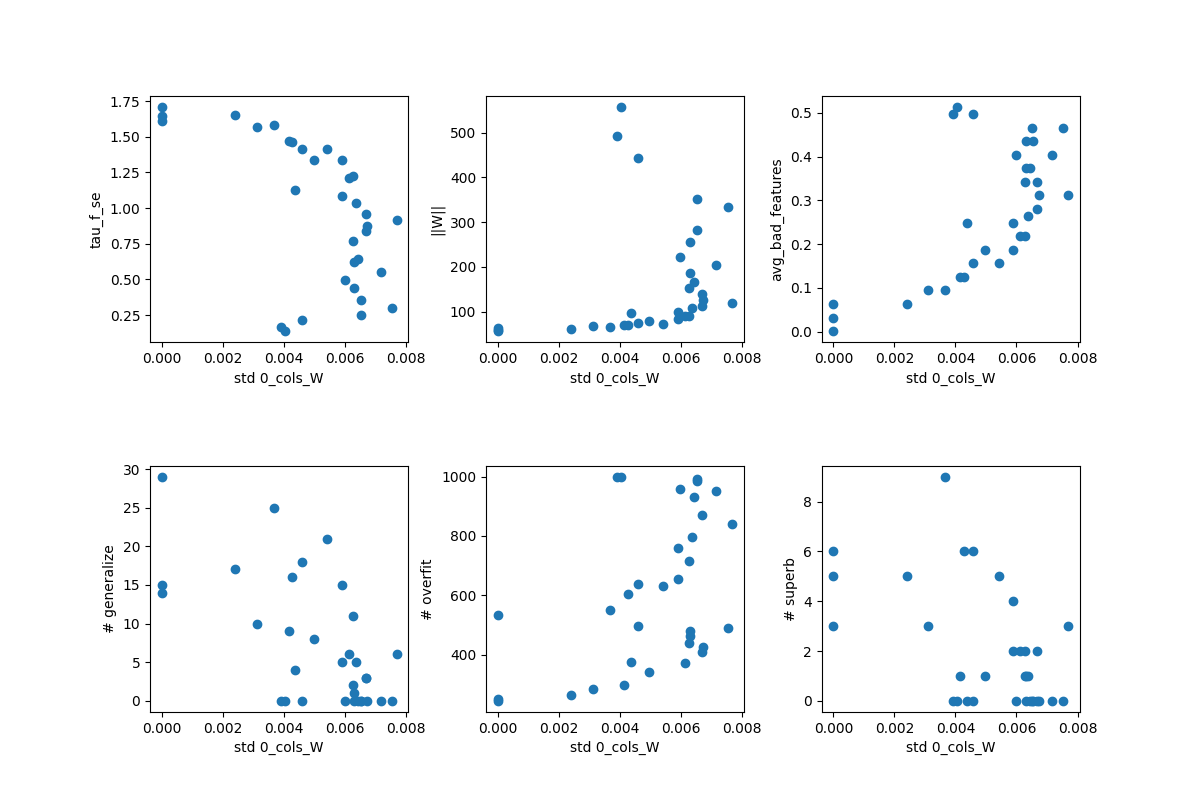 tau_f_se
1.75
1.50
1.25
1.00
0.75
0.50
0.25
0.000 0.002 0.004 0.006 0.008
std 0_cols_W
||W||
500
400
300
200
100
0.000 0.002 0.004 0.006 0.008
std 0_cols_W
avg_bad_features
0.5
0.4
0.3
0.2
0.1
0.0
0.000 0.002 0.004 0.006 0.008
std 0_cols_W
# generalize
30
25
20
15
10
5
0
0.000 0.002 0.004 0.006 0.008
std 0_cols_W
# overfit
1000
800
600
400
0.000 0.002 0.004 0.006 0.008
std 0_cols_W
# superb
8
6
4
2
0
0.000 0.002 0.004 0.006 0.008
std 0_cols_W